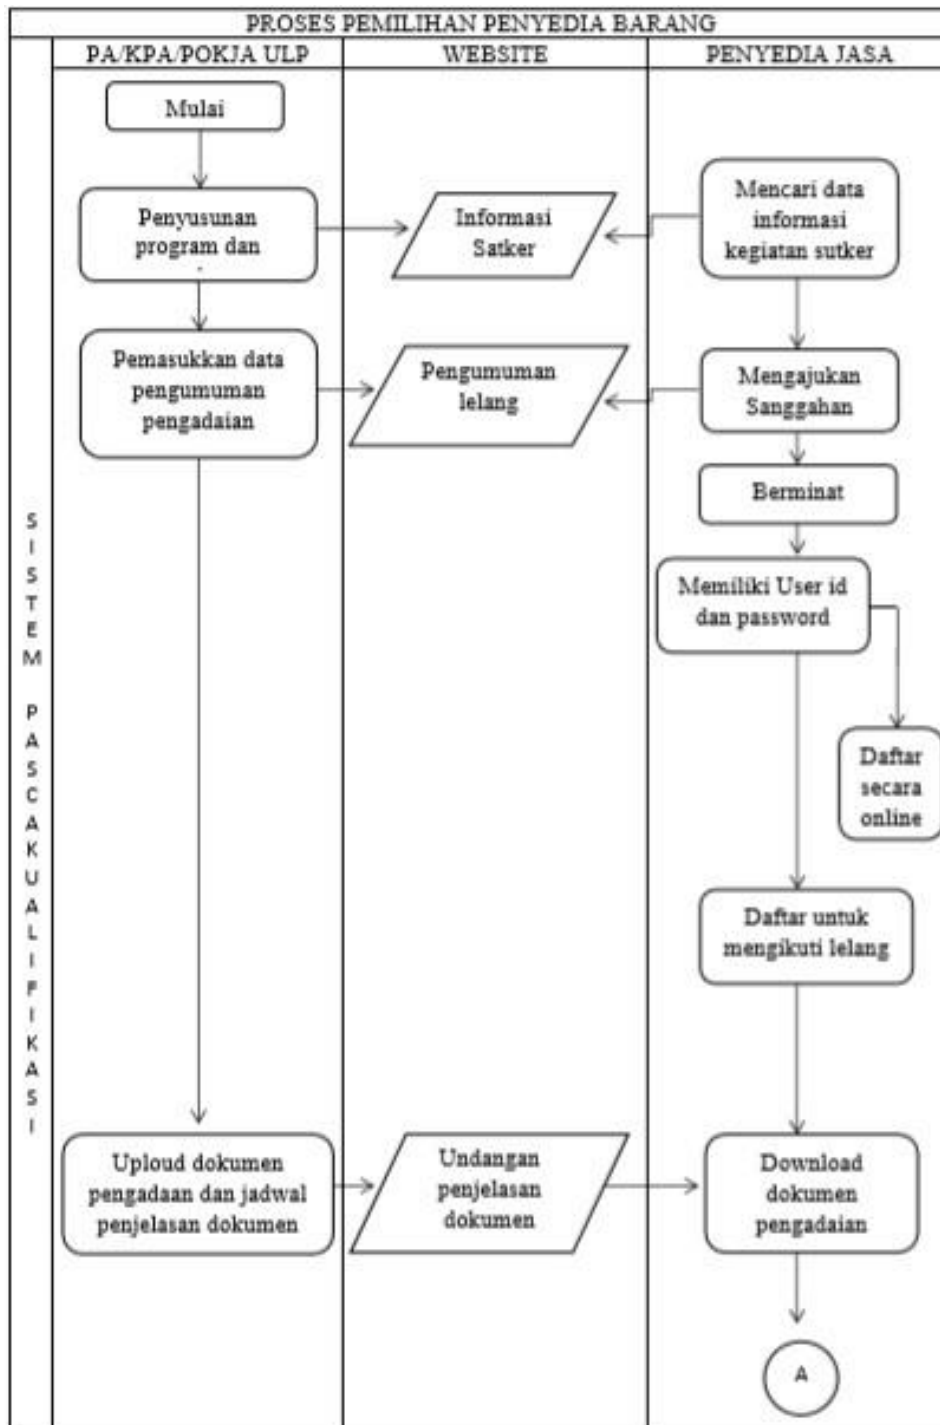 PROSES PEMILIHAN PENYEDIA BARANG
PA/KPA/POKJA ULP
WEBSITE
PENYEDIA JASA
SISTEM PASCAKUALIFIKASI
Mulai
Penyusunan
program dan
Informasi
Satker
Mencari data
informasi
kegiatan sutker
Pemasukkan data
pengumuman
pengadaian
Pengumuman
lelang
Mengajukan
Sanggahan
Berminat
Memiliki User id
dan password
Daftar
secara
online
Daftar untuk
mengikuti lelang
Uploud dokumen
pengadaan dan jadwal
penjelasan dokumen
Undangan
penjelasan
dokumen
Download
dokumen
pengadaian
A